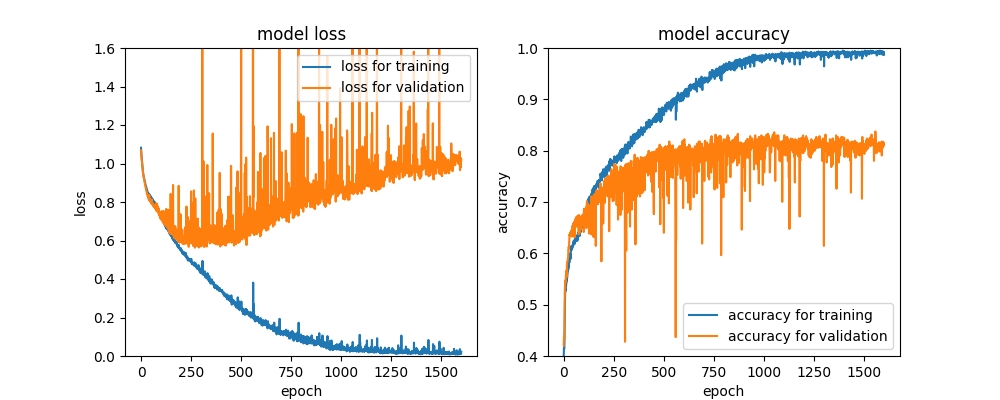 model loss
loss
1.6
1.4
1.2
1.0
0.8
0.6
0.4
0.2
0.0
loss for training
loss for validation
0 250 500 750 1000 1250 1500
epoch
model accuracy
accuracy
1.0
0.9
0.8
0.7
0.6
0.5
0.4
accuracy for training
accuracy for validation
0 250 500 750 1000 1250 1500
epoch